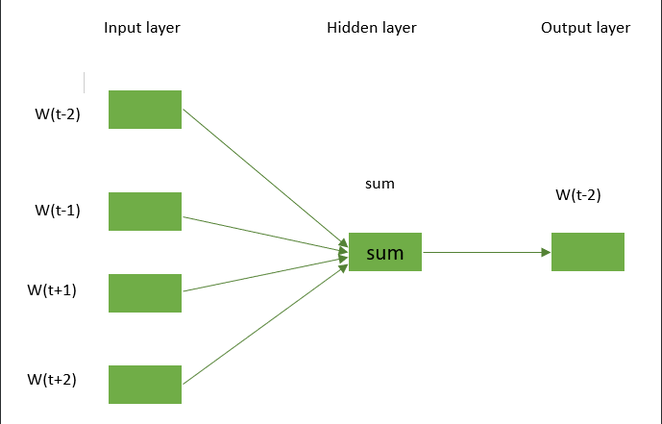 Input layer
Hidden layer
Output layer
W(t-2)
W(t-1)
W(t+1)
W(t+2)
sum
sum
W(t-2)